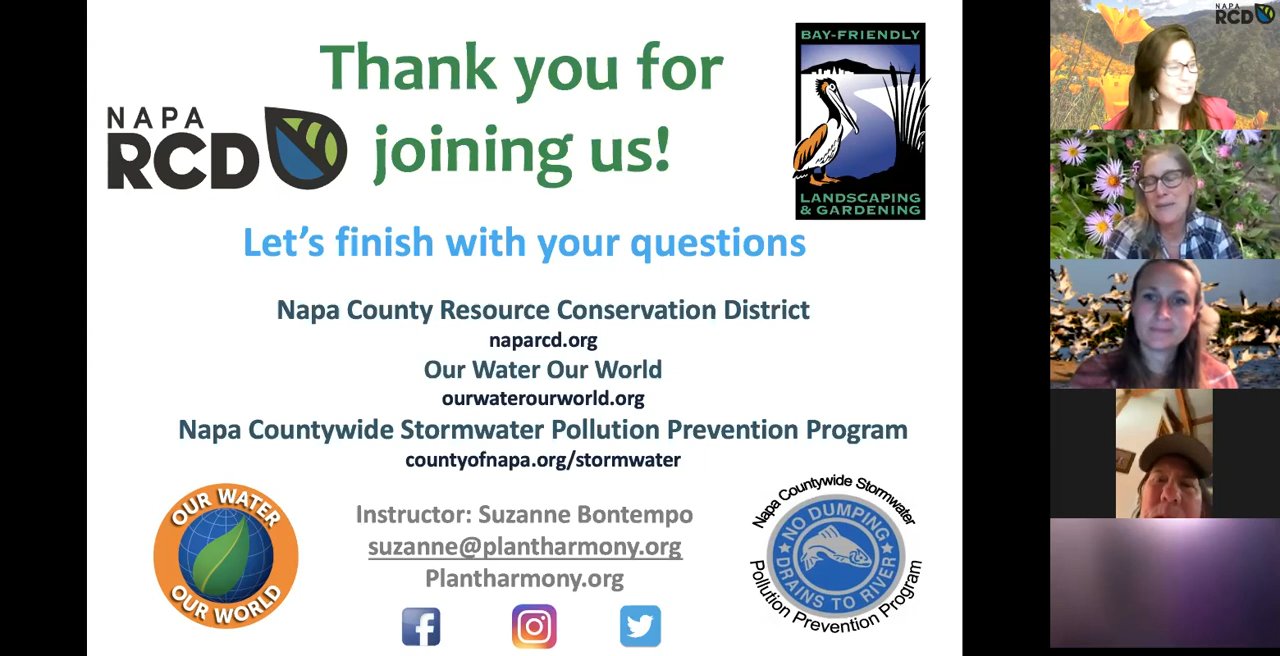 Thank you for
joining us!
NAPA
RCD
BAY-FRIENDLY
LANDSCAPING
& GARDENING
Let's finish with your questions
Napa County Resource Conservation District
naparcd.org
Our Water Our World
ourwaterourworld.org
Napa Countywide Stormwater Pollution Prevention Program
countyofnapa.org/stormwater
OUR WATER
OUR WORLD
Instructor: Suzanne Bontempo
suzanne@plantharmony.org
Plantharmony.org
Napa Countywide Stormwater
NO DUMPING
DRAINS TO RIVER
Pollution Prevention Program
NAPA
RCD